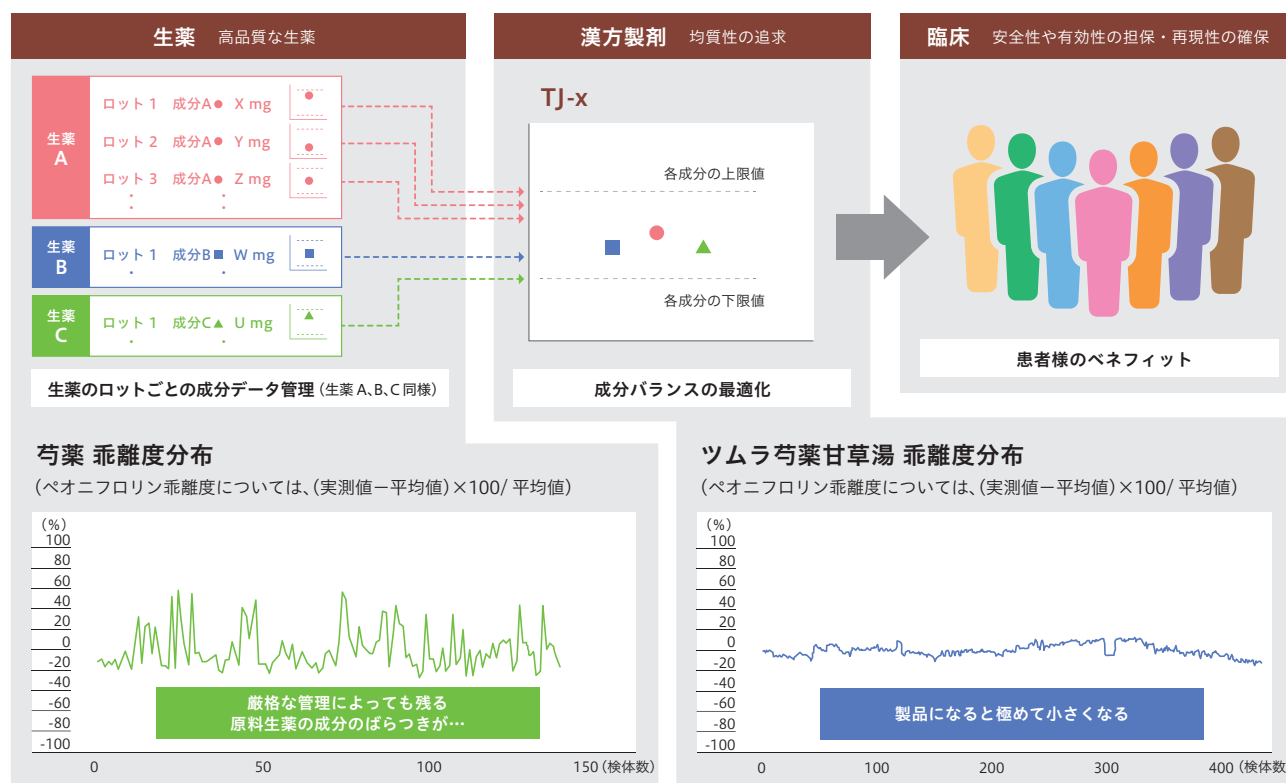 生薬 高品質な生薬
漢方製剤 均質性の追求
臨床 安全性や有効性の担保・再現性の確保
生薬
A
ロット 1 成分A● X mg
ロット 2 成分A● Y mg
ロット 3 成分A● Z mg
生薬
B
ロット 1 成分B■ W mg
生薬
C
ロット 1 成分C▲ U mg
生薬のロットごとの成分データ管理 (生薬 A、B、C 同様)
TJ-x
各成分の上限値
各成分の下限値
成分バランスの最適化
患者様のベネフィット
芍薬 乖離度分布
(ペオニフロリン乖離度については、(実測値－平均値)×100/ 平均値)
(%)
100
80
60
40
20
0
-20
-40
-60
-80
-100
厳格な管理によっても残る
原料生薬の成分のばらつきが…
0 50 100 150 (検体数)
ツムラ芍薬甘草湯 乖離度分布
(ペオニフロリン乖離度については、(実測値－平均値)×100/ 平均値)
(%)
100
80
60
40
20
0
-20
-40
-60
-80
-100
製品になると極めて小さくなる
0 100 200 300 400 (検体数